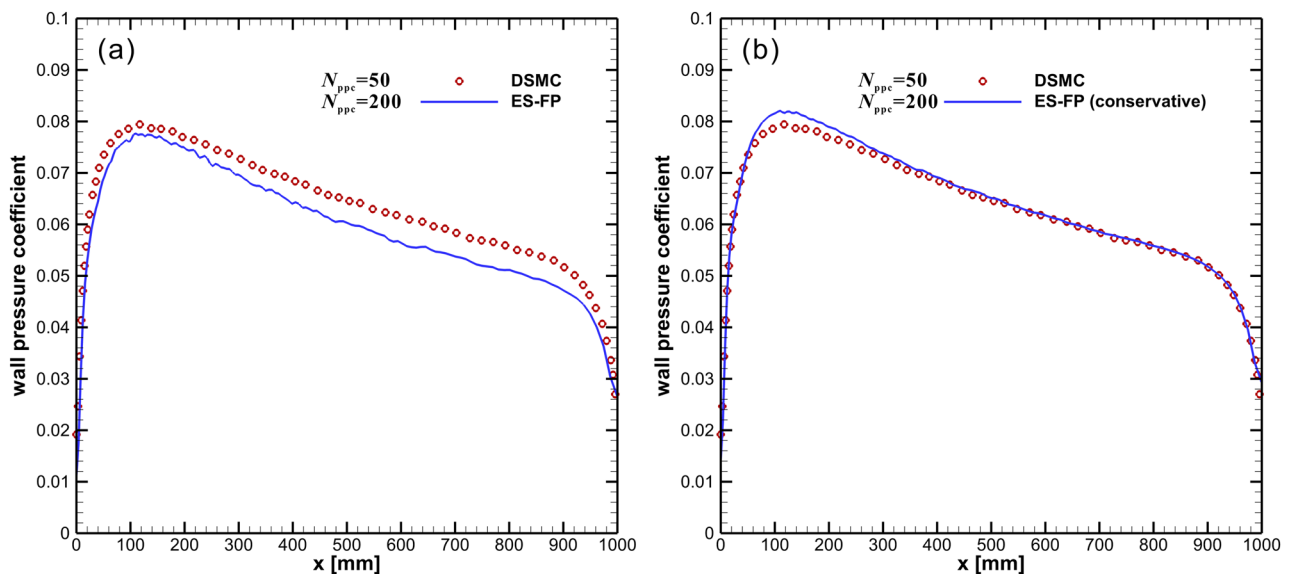 (a)
N_ppc=50 DSMC
N_ppc=200 ES-FP
0.1
0.09
0.08
0.07
0.06
0.05
0.04
0.03
0.02
0.01
0
wall pressure coefficient
0 100 200 300 400 500 600 700 800 900 1000
x [mm]
(b)
N_ppc=50 DSMC
N_ppc=200 ES-FP (conservative)
0.1
0.09
0.08
0.07
0.06
0.05
0.04
0.03
0.02
0.01
0
wall pressure coefficient
0 100 200 300 400 500 600 700 800 900 1000
x [mm]